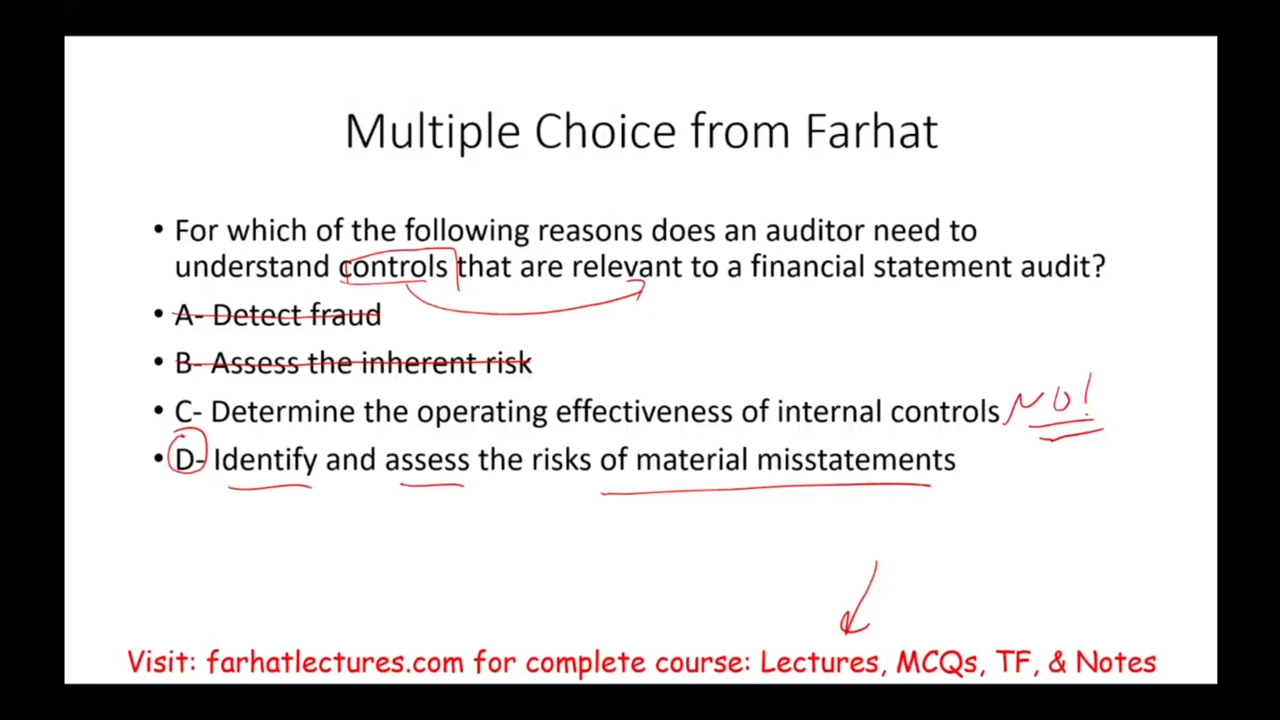 Multiple Choice from Farhat
• For which of the following reasons does an auditor need to
understand controls that are relevant to a financial statement audit?
• A- Detect fraud
• B- Assess the inherent risk
• C- Determine the operating effectiveness of internal controls NO!
• D- Identify and assess the risks of material misstatements
Visit: farhatlectures.com for complete course: Lectures, MCQs, TF, & Notes